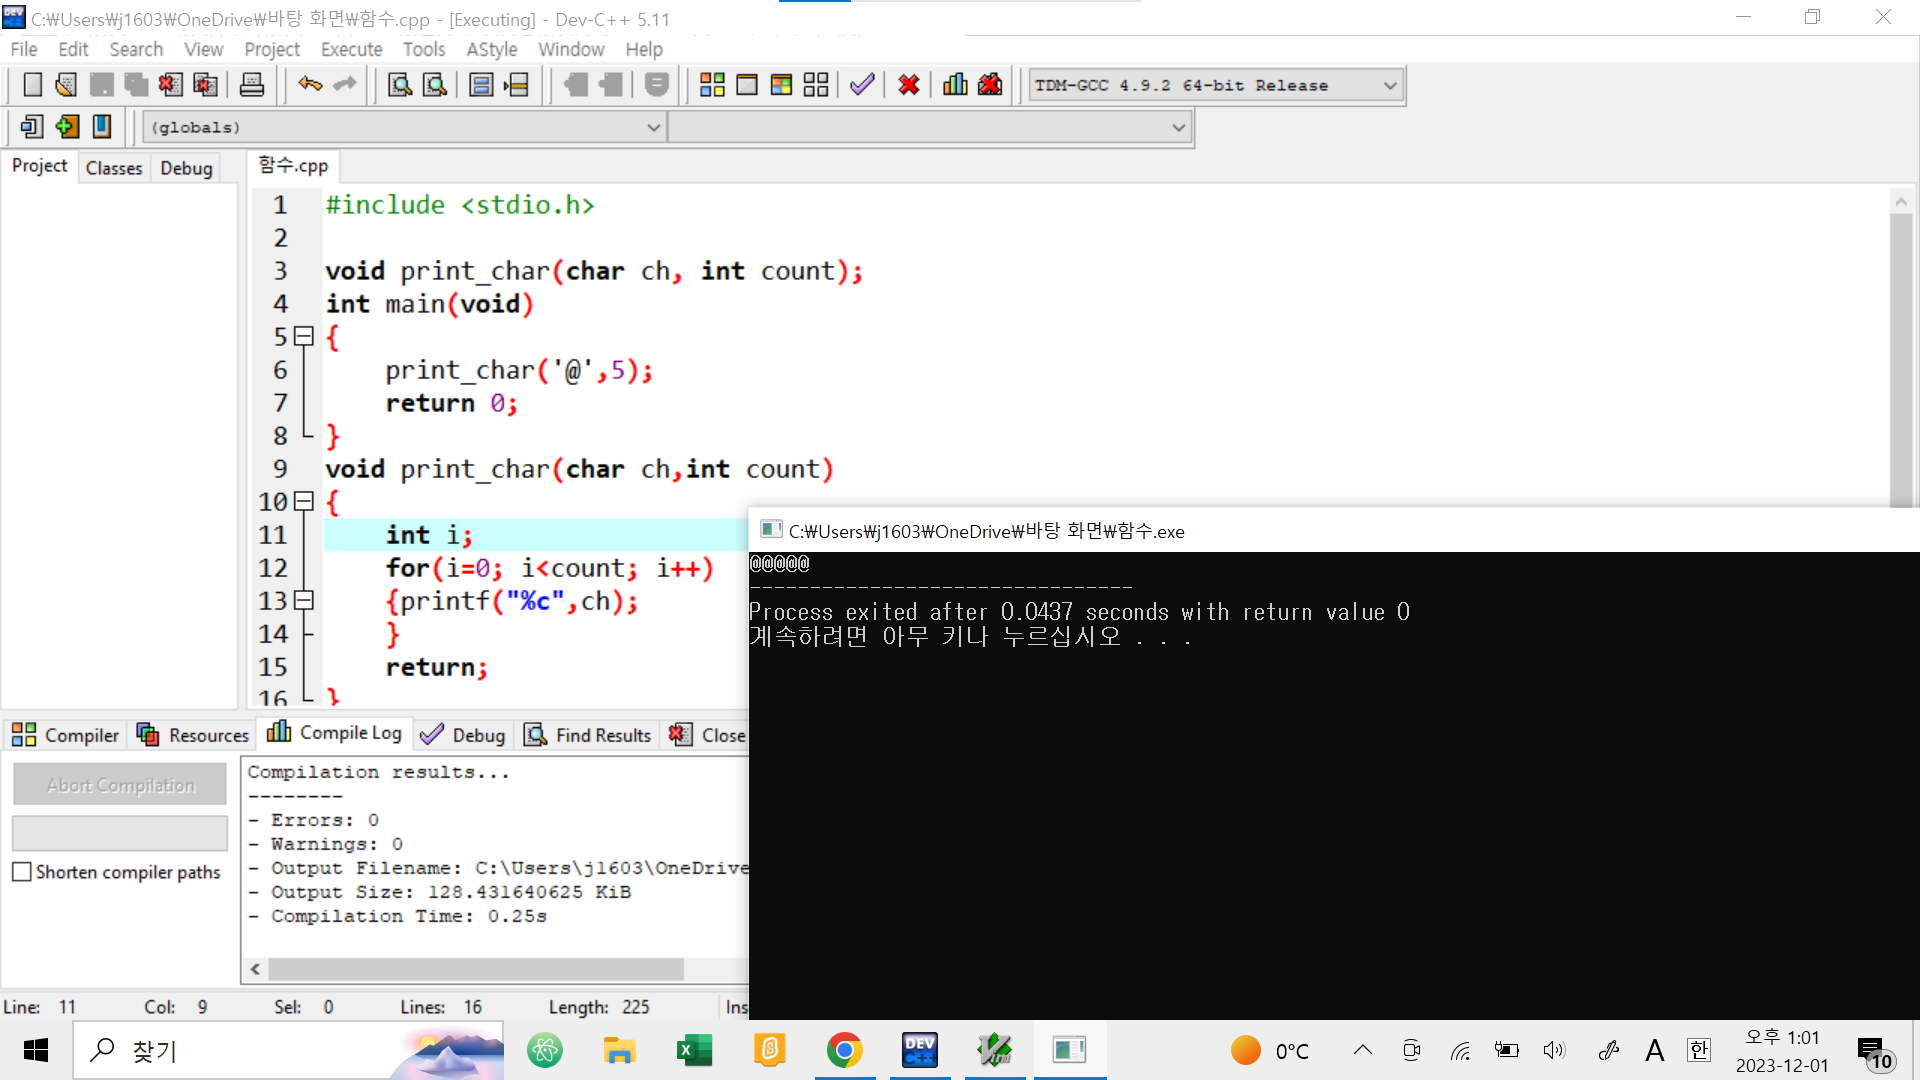 C:₩Users₩j1603₩OneDrive₩바탕 화면₩함수.cpp - [Executing] - Dev-C++ 5.11
File Edit Search View Project Execute Tools AStyle Window Help
TDM-GCC 4.9.2 64-bit Release
(globals)
Project Classes Debug
함수.cpp
1 #include <stdio.h>
2
3 void print_char(char ch, int count);
4 int main(void)
5 {
6 print_char('@',5);
7 return 0;
8 }
9 void print_char(char ch,int count)
10 {
11 int i;
12 for(i=0; i<count; i++)
13 {printf("%c",ch);
14 }
15 return;
16 }
C:₩Users₩j1603₩OneDrive₩바탕 화면₩함수.exe
@@@@@
--------------------------------
Process exited after 0.0437 seconds with return value 0
계속하려면 아무 키나 누르십시오 . . .
Compiler Resources Compile Log Debug Find Results Close
Abort Compilation
Shorten compiler paths
Compilation results...
--------
- Errors: 0
- Warnings: 0
- Output Filename: C:\Users\j1603\OneDrive
- Output Size: 128.431640625 KiB
- Compilation Time: 0.25s
Line: 11 Col: 9 Sel: 0 Lines: 16 Length: 225 Ins
찾기
DEV C++
0°C
A 한
오후 1:01
2023-12-01
10